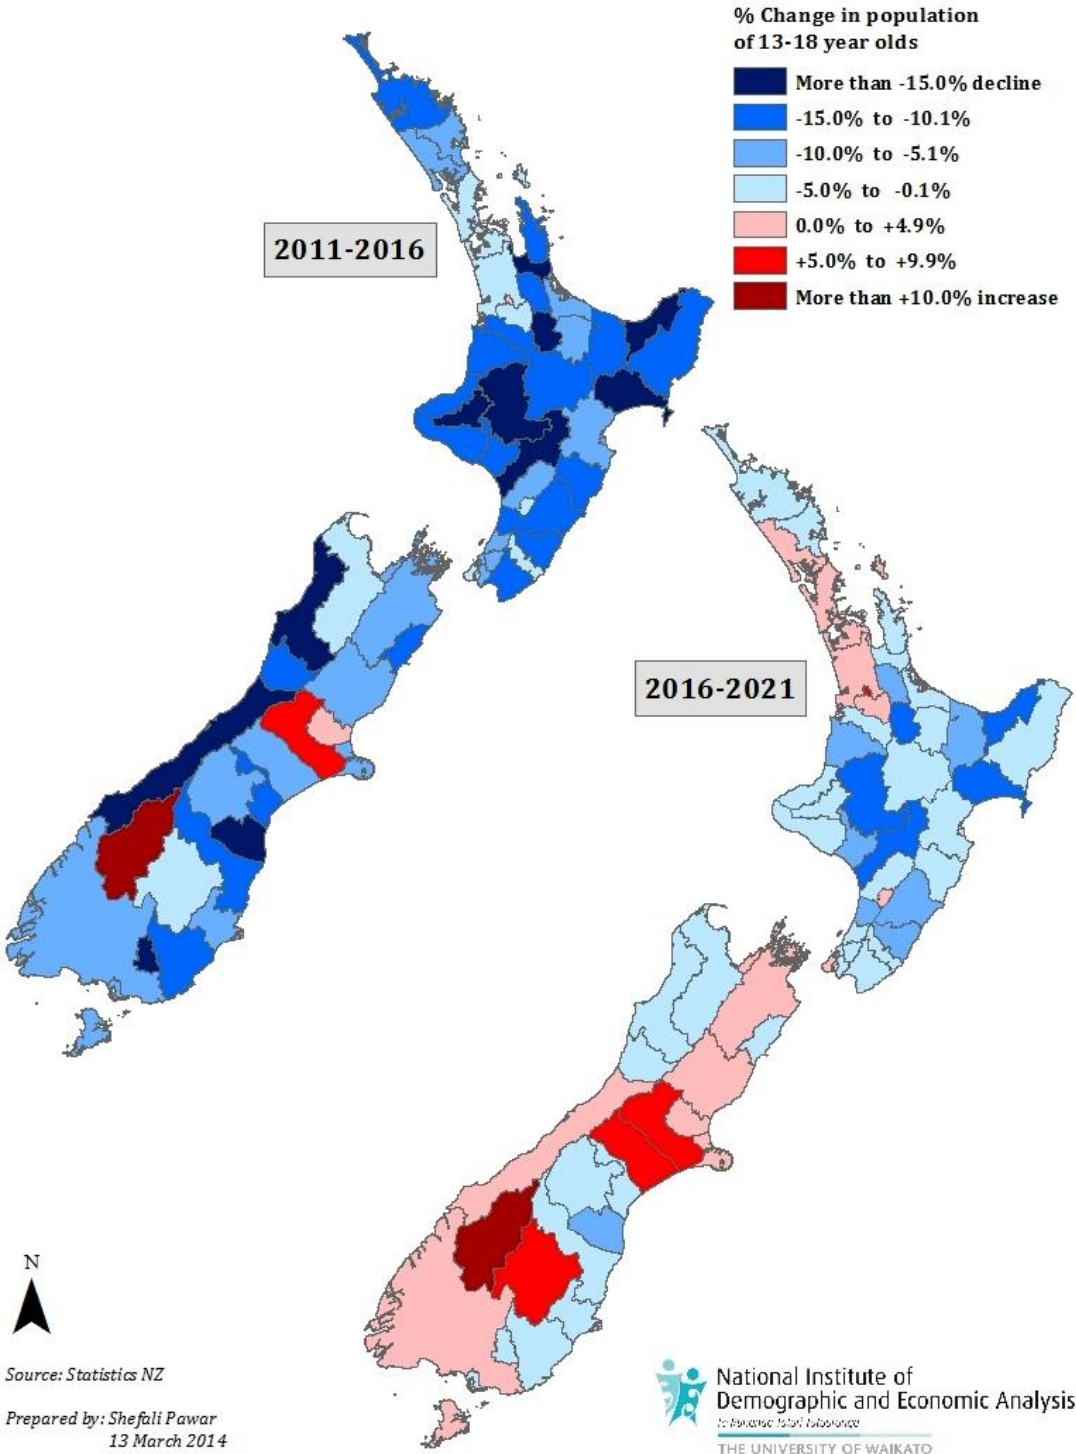 % Change in population
of 13-18 year olds
More than -15.0% decline
-15.0% to -10.1%
-10.0% to -5.1%
-5.0% to -0.1%
0.0% to +4.9%
+5.0% to +9.9%
More than +10.0% increase
2011-2016
2016-2021
N
Source: Statistics NZ
Prepared by: Shefali Pawar
13 March 2014
National Institute of
Demographic and Economic Analysis
THE UNIVERSITY OF WAIKATO